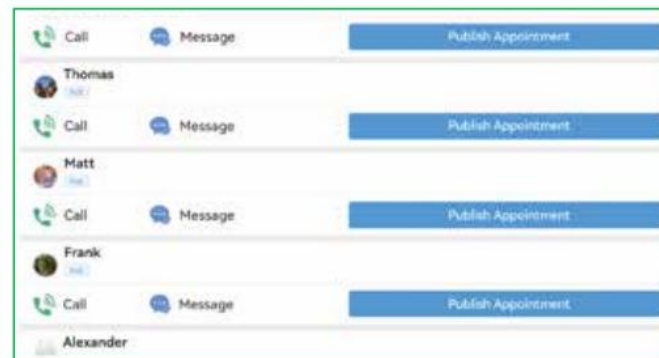 Call Message Publish Appointment
Thomas
Call Message Publish Appointment
Matt
Call Message Publish Appointment
Frank
Call Message Publish Appointment
Alexander